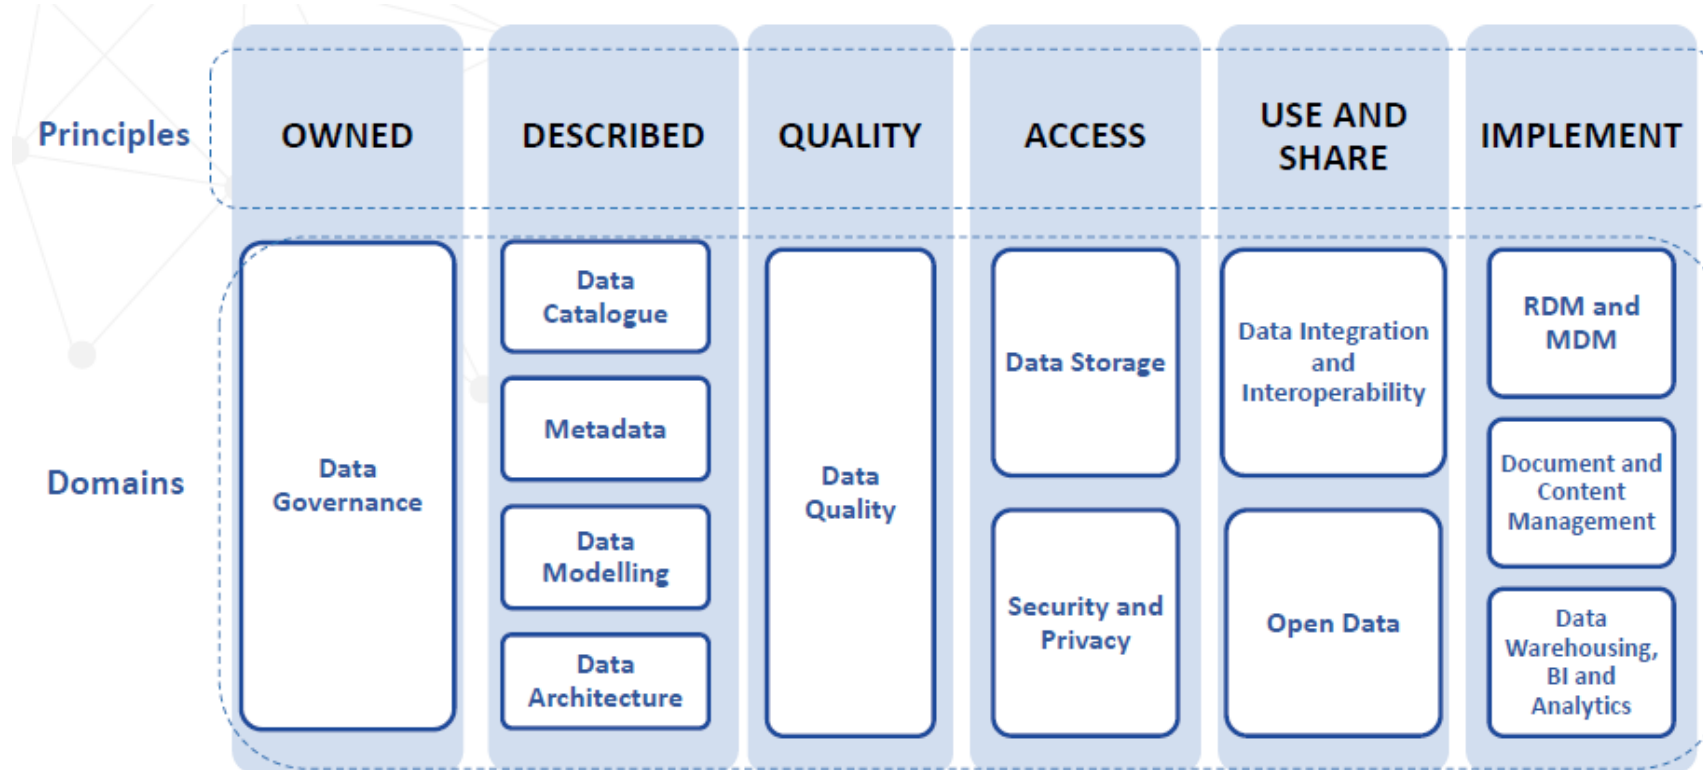 Principles
OWNED
DESCRIBED
QUALITY
ACCESS
USE AND
SHARE
IMPLEMENT
Domains
Data
Governance
Data
Catalogue
Metadata
Data
Modelling
Data
Architecture
Data
Quality
Data Storage
Security and
Privacy
Data Integration
and
Interoperability
Open Data
RDM and
MDM
Document and
Content
Management
Data
Warehousing,
BI and
Analytics